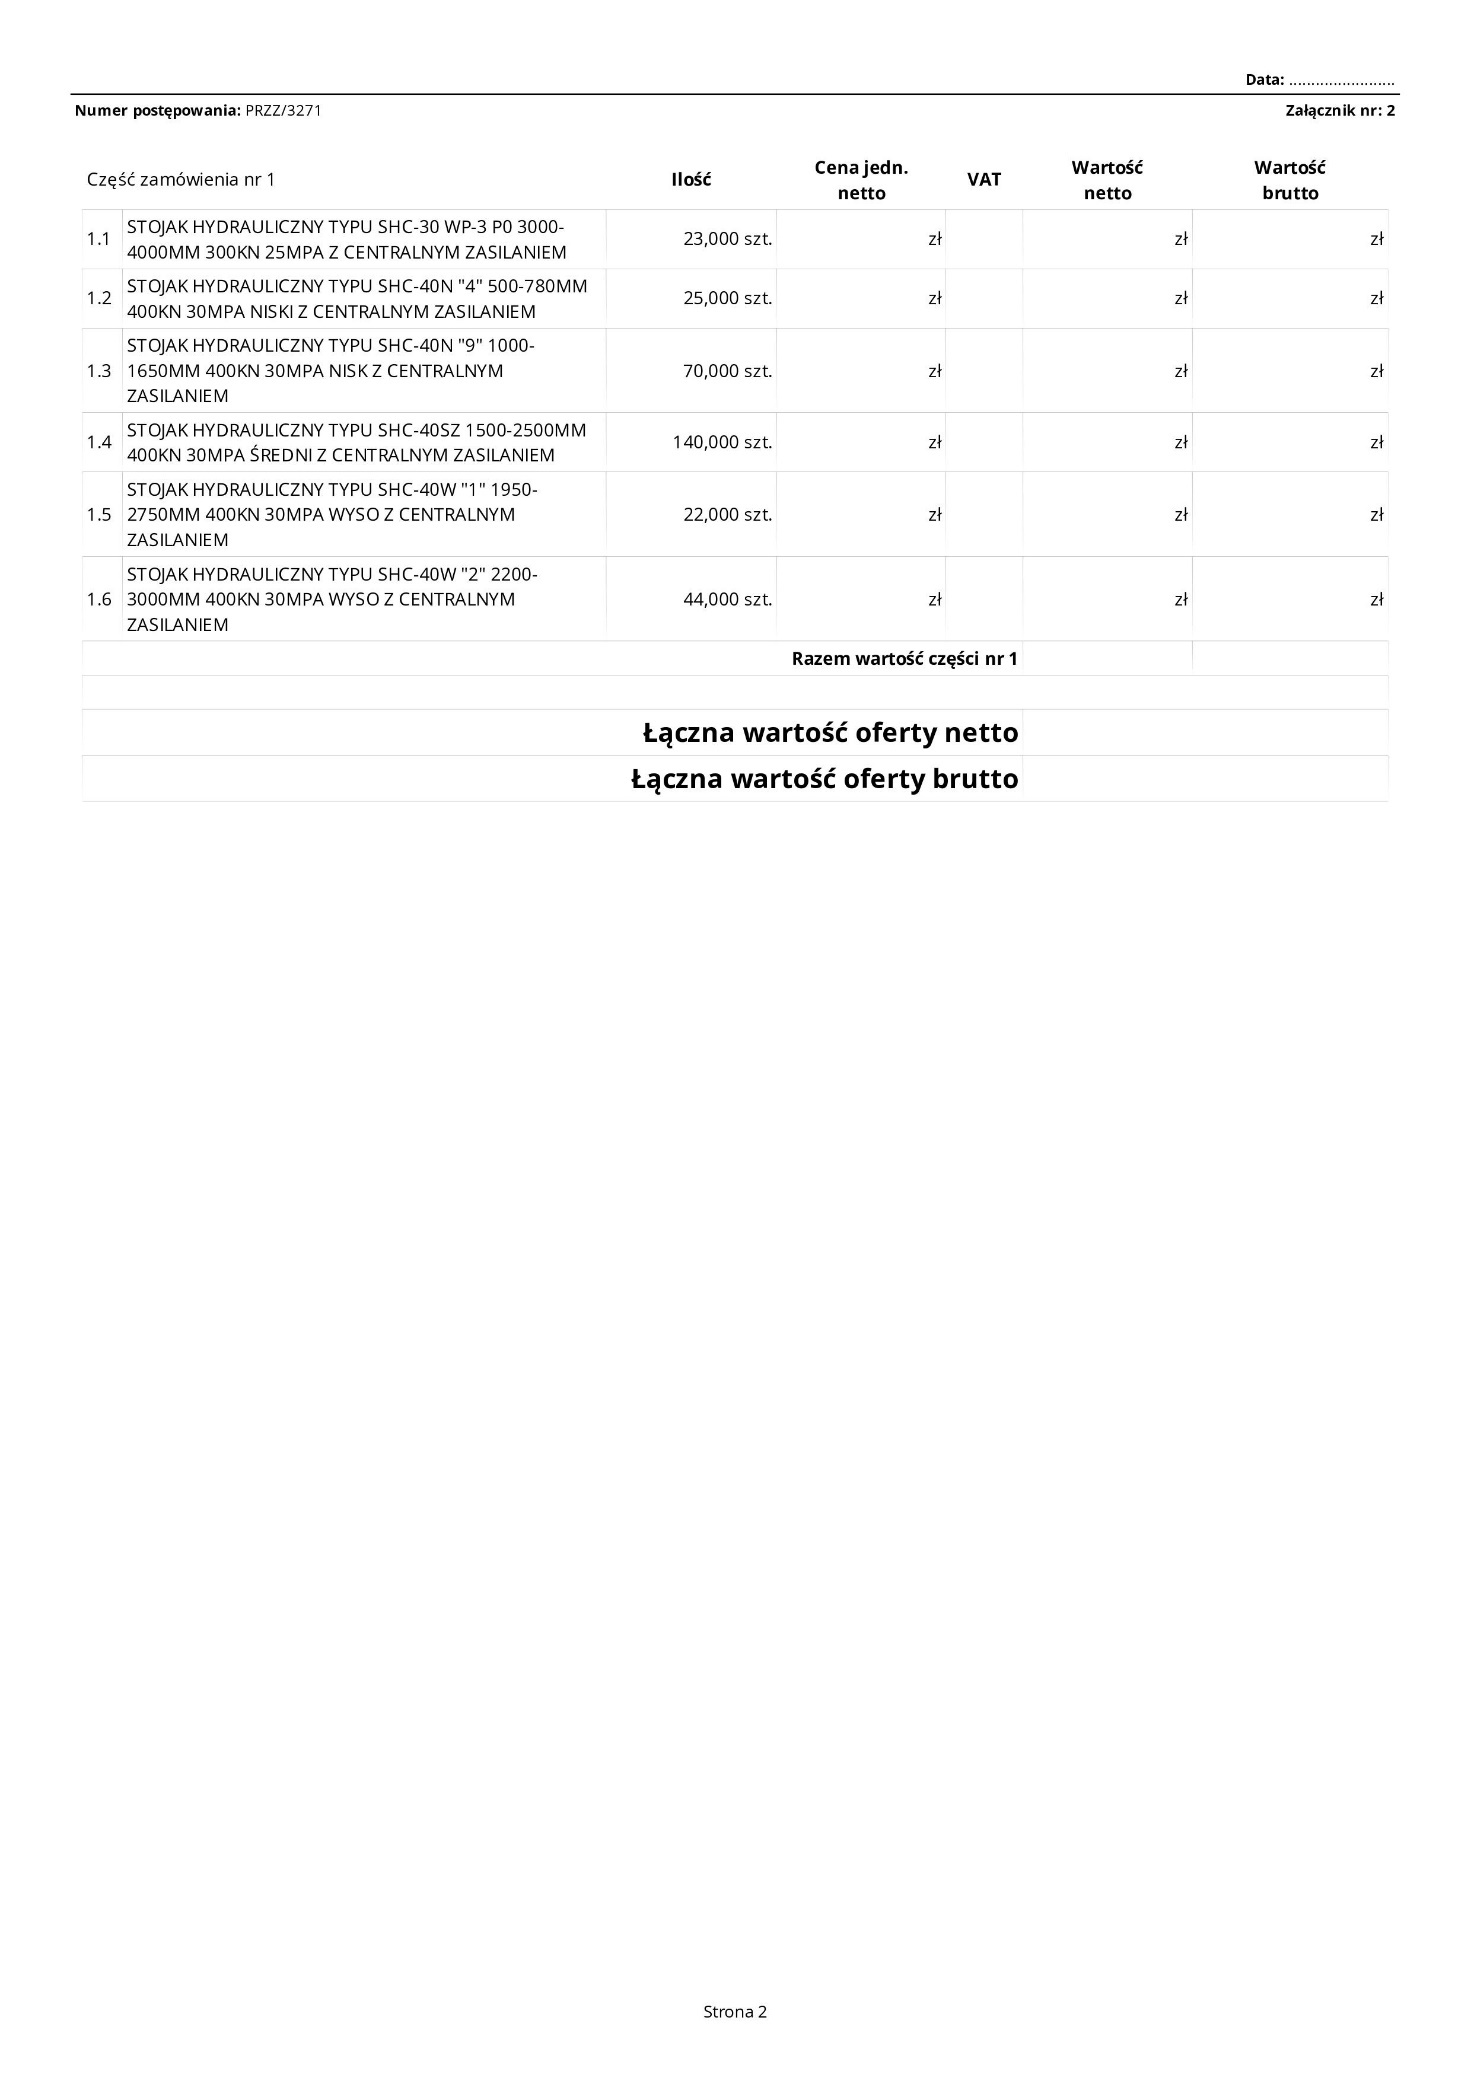 Data: ........................
Numer postępowania: PRZZ/3271 Załącznik nr: 2
Część zamówienia nr 1 Ilość Cena jedn. netto VAT Wartość netto Wartość brutto
1.1 STOJAK HYDRAULICZNY TYPU SHC-30 WP-3 P0 3000-
4000MM 300KN 25MPA Z CENTRALNYM ZASILANIEM 23,000 szt. zł zł zł
1.2 STOJAK HYDRAULICZNY TYPU SHC-40N "4" 500-780MM
400KN 30MPA NISKI Z CENTRALNYM ZASILANIEM 25,000 szt. zł zł zł
1.3 STOJAK HYDRAULICZNY TYPU SHC-40N "9" 1000-
1650MM 400KN 30MPA NISK Z CENTRALNYM
ZASILANIEM 70,000 szt. zł zł zł
1.4 STOJAK HYDRAULICZNY TYPU SHC-40SZ 1500-2500MM
400KN 30MPA ŚREDNI Z CENTRALNYM ZASILANIEM 140,000 szt. zł zł zł
1.5 STOJAK HYDRAULICZNY TYPU SHC-40W "1" 1950-
2750MM 400KN 30MPA WYSO Z CENTRALNYM
ZASILANIEM 22,000 szt. zł zł zł
1.6 STOJAK HYDRAULICZNY TYPU SHC-40W "2" 2200-
3000MM 400KN 30MPA WYSO Z CENTRALNYM
ZASILANIEM 44,000 szt. zł zł zł
Razem wartość części nr 1
Łączna wartość oferty netto
Łączna wartość oferty brutto
Strona 2